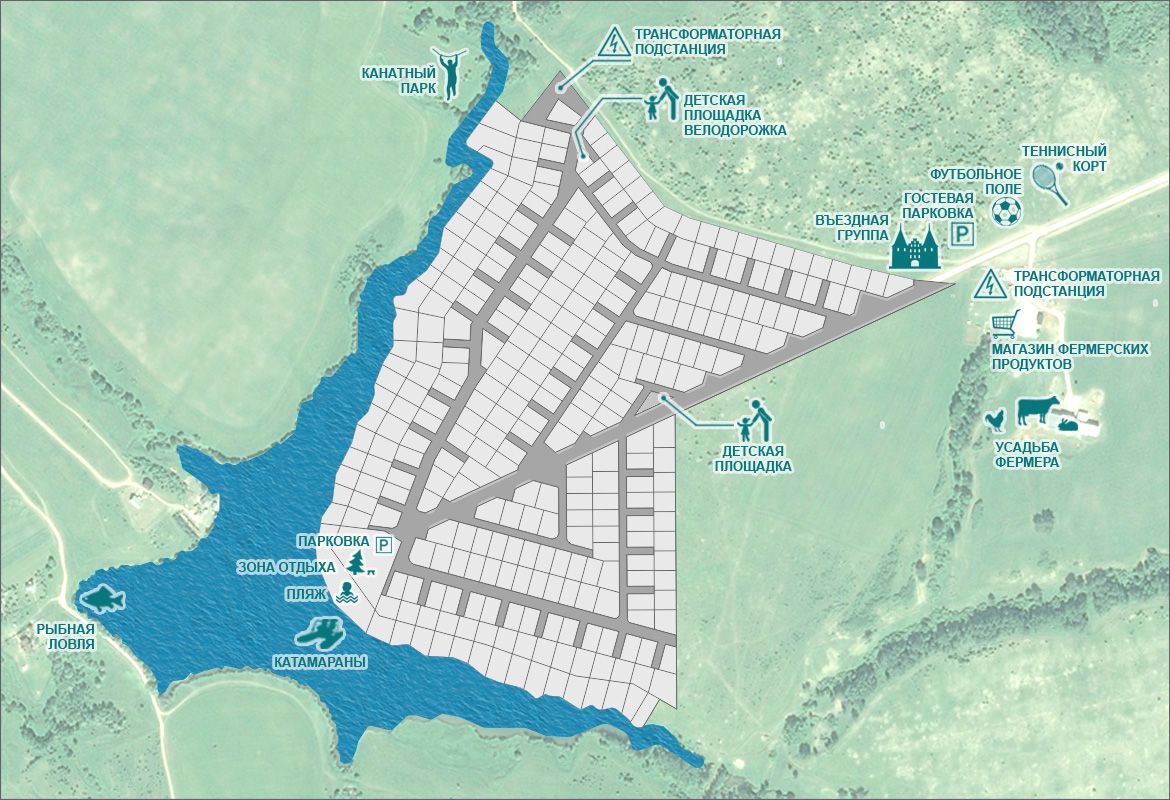 ТРАНСФОРМАТОРНАЯ
ПОДСТАНЦИЯ
КАНАТНЫЙ
ПАРК
ДЕТСКАЯ
ПЛОЩАДКА
ВЕЛОДОРОЖКА
ТЕННИСНЫЙ
КОРТ
ФУТБОЛЬНОЕ
ПОЛЕ
ГОСТЕВАЯ
ПАРКОВКА
P
ВЪЕЗДНАЯ
ГРУППА
ТРАНСФОРМАТОРНАЯ
ПОДСТАНЦИЯ
МАГАЗИН ФЕРМЕРСКИХ
ПРОДУКТОВ
УСАДЬБА
ФЕРМЕРА
ДЕТСКАЯ
ПЛОЩАДКА
ПАРКОВКА P
ЗОНА ОТДЫХА
ПЛЯЖ
КАТАМАРАНЫ
РЫБНАЯ
ЛОВЛЯ